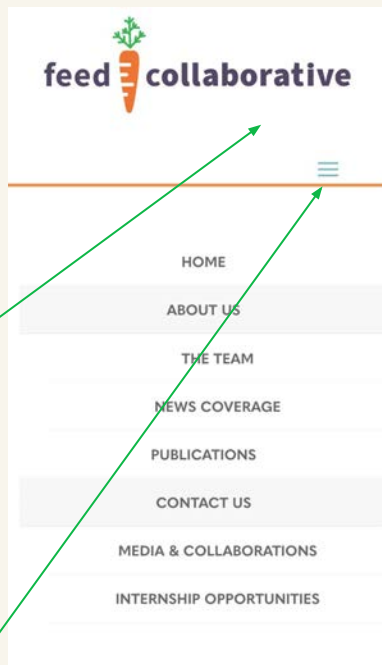 feed collaborative
HOME
ABOUT US
THE TEAM
NEWS COVERAGE
PUBLICATIONS
CONTACT US
MEDIA & COLLABORATIONS
INTERNSHIP OPPORTUNITIES